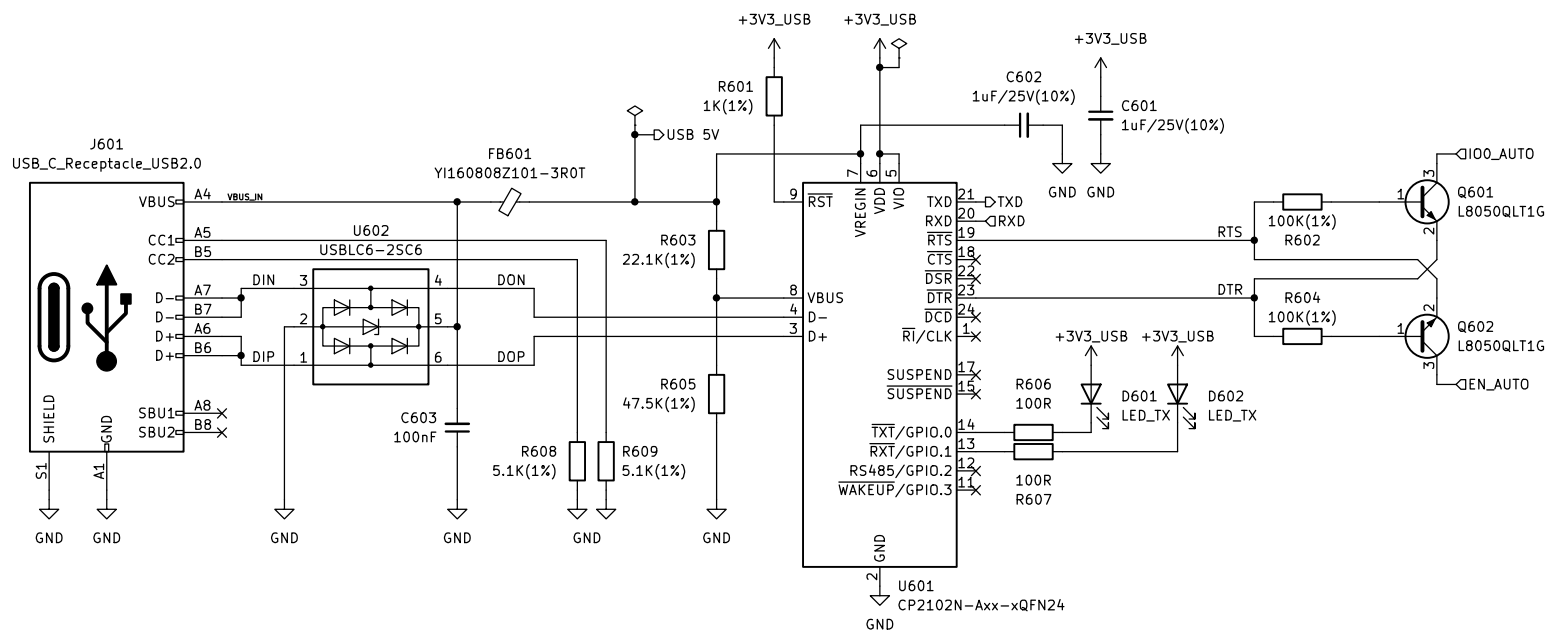 +3V3_USB
+3V3_USB
+3V3_USB
R601
1K(1%)
C602
1uF/25V(10%)
C601
1uF/25V(10%)
GND
GND
USB 5V
J601
USB_C_Receptacle_USB2.0
FB601
YI160808Z101-3R0T
VBUS
A4
VBUS_IN
CC1
A5
CC2
B5
D-
A7
D-
B7
D+
A6
D+
B6
SBU1
A8
SBU2
B8
SHIELD
GND
S1
A1
GND
GND
U602
USBLC6-2SC6
DIN
3
4
DON
2
5
DIP
1
6
DOP
GND
C603
100nF
GND
R608
5.1K(1%)
R609
5.1K(1%)
GND
R603
22.1K(1%)
R605
47.5K(1%)
GND
7
6
5
VREGIN
VDD
VIO
9
RST
8
VBUS
4
D-
3
D+
TXD
21
TXD
RXD
20
RXD
RTS
19
CTS
18
DSR
22
DTR
23
DCD
24
RI/CLK
1
SUSPEND
17
SUSPEND
15
TXT/GPIO.0
14
RXT/GPIO.1
13
RS485/GPIO.2
12
WAKEUP/GPIO.3
11
GND
2
GND
U601
CP2102N-Axx-xQFN24
R606
100R
100R
R607
+3V3_USB
+3V3_USB
D601
LED_TX
D602
LED_TX
RTS
DTR
100K(1%)
R602
R604
100K(1%)
IO0_AUTO
3
1
2
Q601
L8050QLT1G
2
1
3
Q602
L8050QLT1G
EN_AUTO